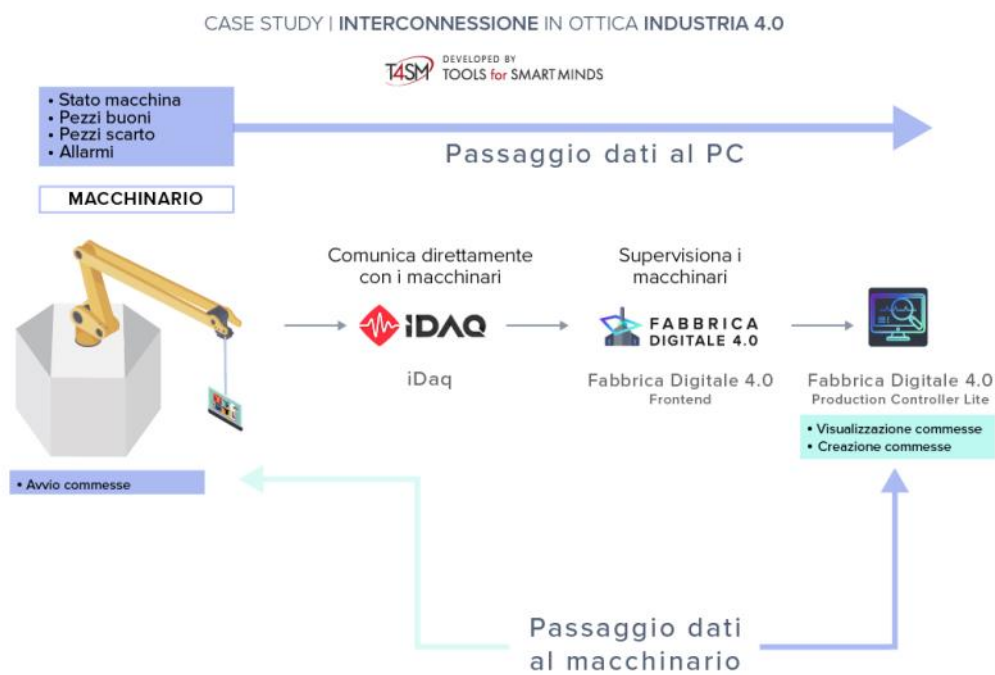 CASE STUDY | INTERCONNESSIONE IN OTTICA INDUSTRIA 4.0
T4SM DEVELOPED BY
TOOLS for SMART MINDS
• Stato macchina
• Pezzi buoni
• Pezzi scarto
• Allarmi
Passaggio dati al PC
MACCHINARIO
Comunica direttamente
con i macchinari
iDAQ
iDaq
Supervisiona i
macchinari
FABBRICA
DIGITALE 4.0
Fabbrica Digitale 4.0
Frontend
Fabbrica Digitale 4.0
Production Controller Lite
• Visualizzazione commesse
• Creazione commesse
• Avvio commesse
Passaggio dati
al macchinario